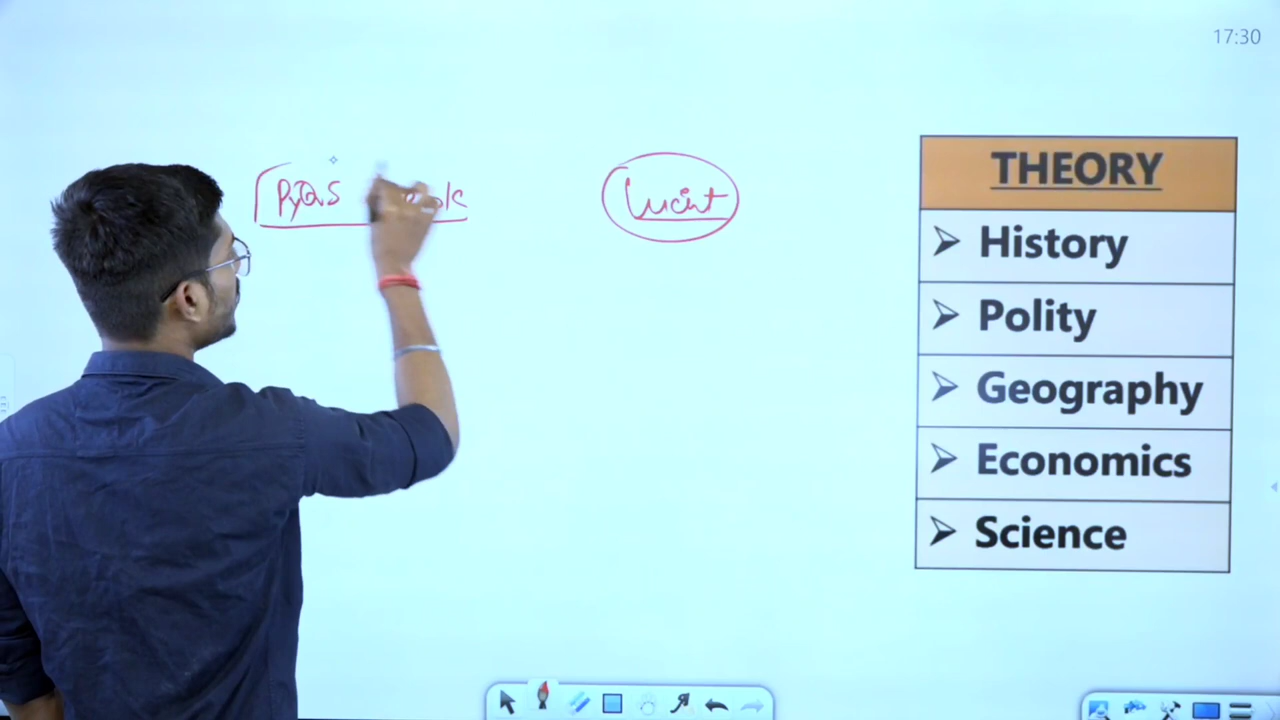 17:30
PyQs
Lucent
THEORY
➢ History
➢ Polity
➢ Geography
➢ Economics
➢ Science